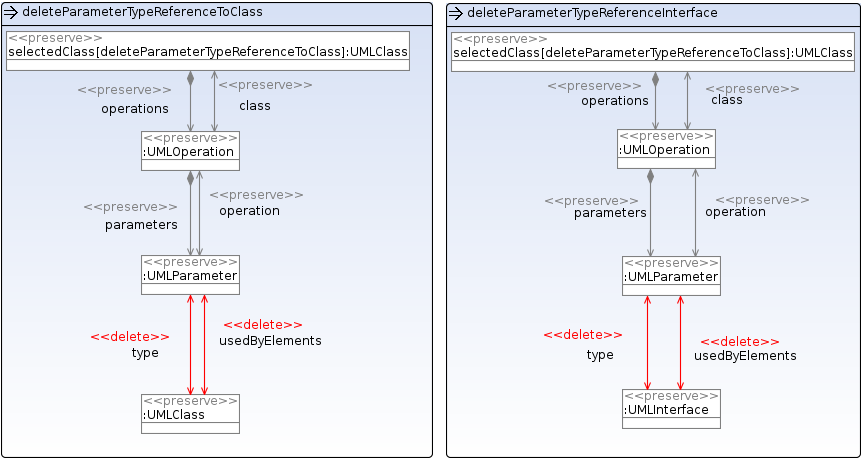 deleteParameterTypeReferenceToClass
<<preserve>>
selectedClass[deleteParameterTypeReferenceToClass]:UMLClass
<<preserve>>
operations
<<preserve>>
class
<<preserve>>
:UMLOperation
<<preserve>>
parameters
<<preserve>>
operation
<<preserve>>
:UMLParameter
<<delete>>
type
<<delete>>
usedByElements
<<preserve>>
:UMLClass
deleteParameterTypeReferenceInterface
<<preserve>>
selectedClass[deleteParameterTypeReferenceToClass]:UMLClass
<<preserve>>
operations
<<preserve>>
class
<<preserve>>
:UMLOperation
<<preserve>>
parameters
<<preserve>>
operation
<<preserve>>
:UMLParameter
<<delete>>
type
<<delete>>
usedByElements
<<preserve>>
:UMLInterface